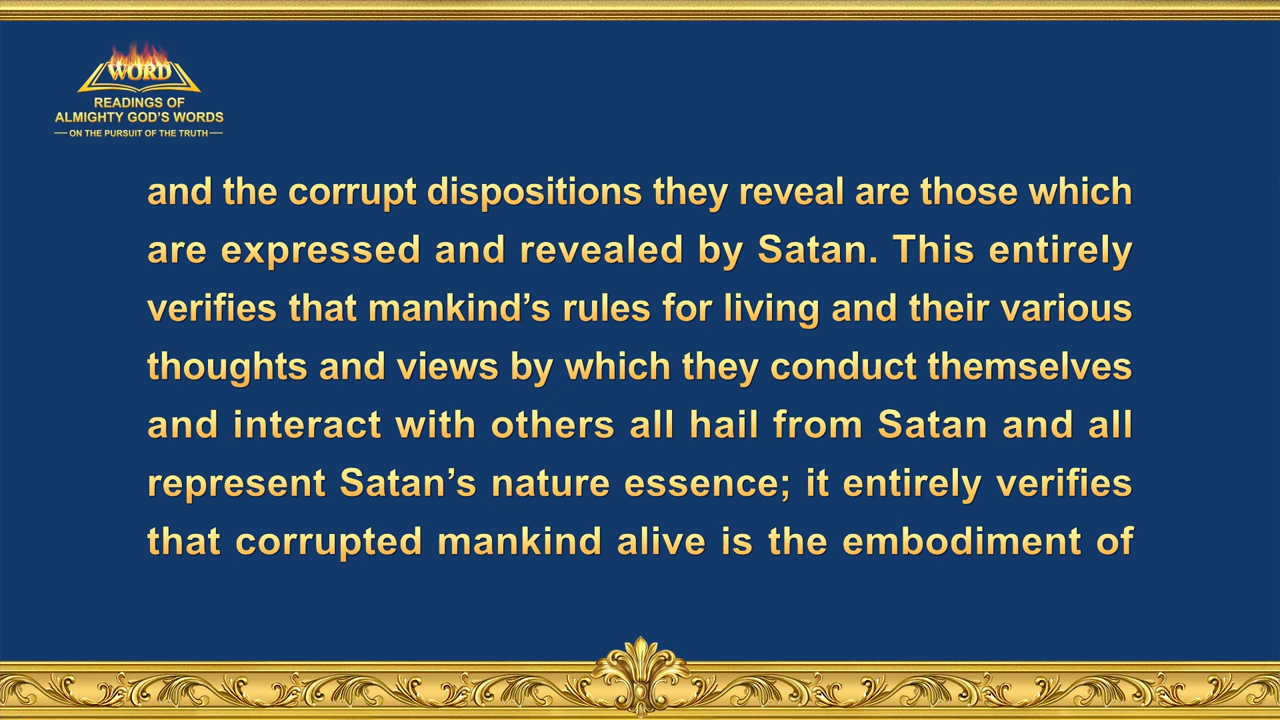 WORD
READINGS OF
ALMIGHTY GOD'S WORDS
— ON THE PURSUIT OF THE TRUTH —
and the corrupt dispositions they reveal are those which
are expressed and revealed by Satan. This entirely
verifies that mankind’s rules for living and their various
thoughts and views by which they conduct themselves
and interact with others all hail from Satan and all
represent Satan’s nature essence; it entirely verifies
that corrupted mankind alive is the embodiment of